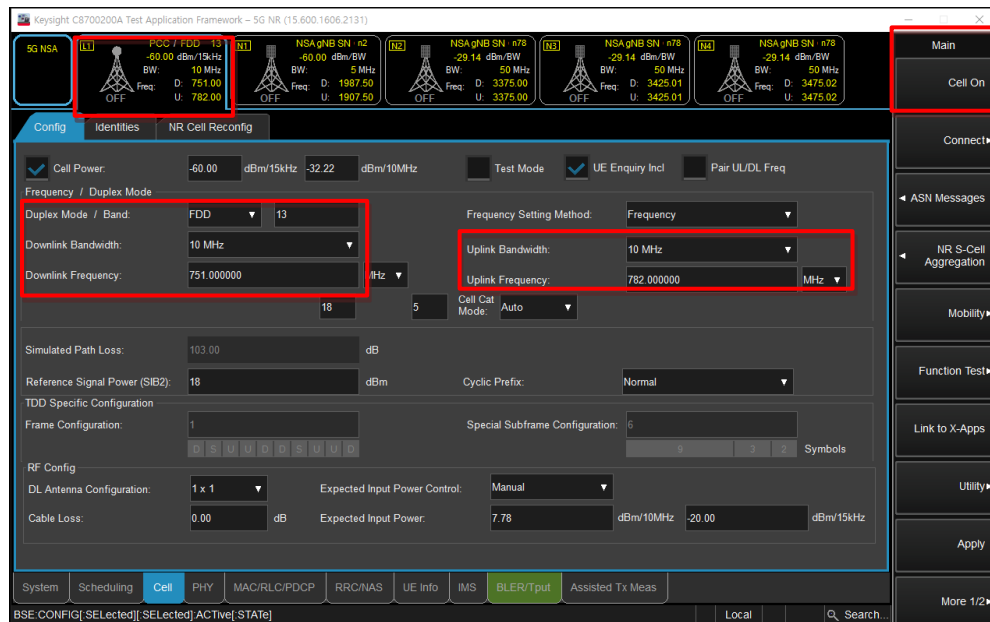 Keysight C8700200A Test Application Framework – 5G NR (15.600.1606.2131)
5G NSA
L1 PCC / FDD 13
-60.00 dBm/15kHz
BW: 10 MHz
Freq: D: 751.00
OFF U: 782.00
N1 NSA gNB SN · n2
-60.00 dBm/BW
BW: 5 MHz
Freq: D: 1987.50
OFF U: 1907.50
N2 NSA gNB SN · n78
-29.14 dBm/BW
BW: 50 MHz
Freq: D: 3375.00
OFF U: 3375.00
N3 NSA gNB SN · n78
-29.14 dBm/BW
BW: 50 MHz
Freq: D: 3425.01
OFF U: 3425.01
N4 NSA gNB SN · n78
-29.14 dBm/BW
BW: 50 MHz
Freq: D: 3475.02
OFF U: 3475.02
Main
Cell On
Connect
ASN Messages
NR S-Cell
Aggregation
Mobility
Function Test
Link to X-Apps
Utility
Apply
More 1/2
Config Identities NR Cell Reconfig
Cell Power: -60.00 dBm/15kHz -32.22 dBm/10MHz Test Mode UE Enquiry Incl Pair UL/DL Freq
Frequency / Duplex Mode
Duplex Mode / Band: FDD 13 Frequency Setting Method: Frequency
Downlink Bandwidth: 10 MHz Uplink Bandwidth: 10 MHz
Downlink Frequency: 751.000000 MHz Uplink Frequency: 782.000000 MHz
18 5 Cell Cat
Mode: Auto
Simulated Path Loss: 103.00 dB
Reference Signal Power (SIB2): 18 dBm Cyclic Prefix: Normal
TDD Specific Configuration
Frame Configuration: 1 Special Subframe Configuration: 6
D S U U D D S U U D 9 3 2 Symbols
RF Config
DL Antenna Configuration: 1 x 1 Expected Input Power Control: Manual
Cable Loss: 0.00 dB Expected Input Power: 7.78 dBm/10MHz -20.00 dBm/15kHz
System Scheduling Cell PHY MAC/RLC/PDCP RRC/NAS UE Info IMS BLER/Tput Assisted Tx Meas
BSE:CONFIG[:SELected][:SELected]:ACTive[:STATe] Local Search...